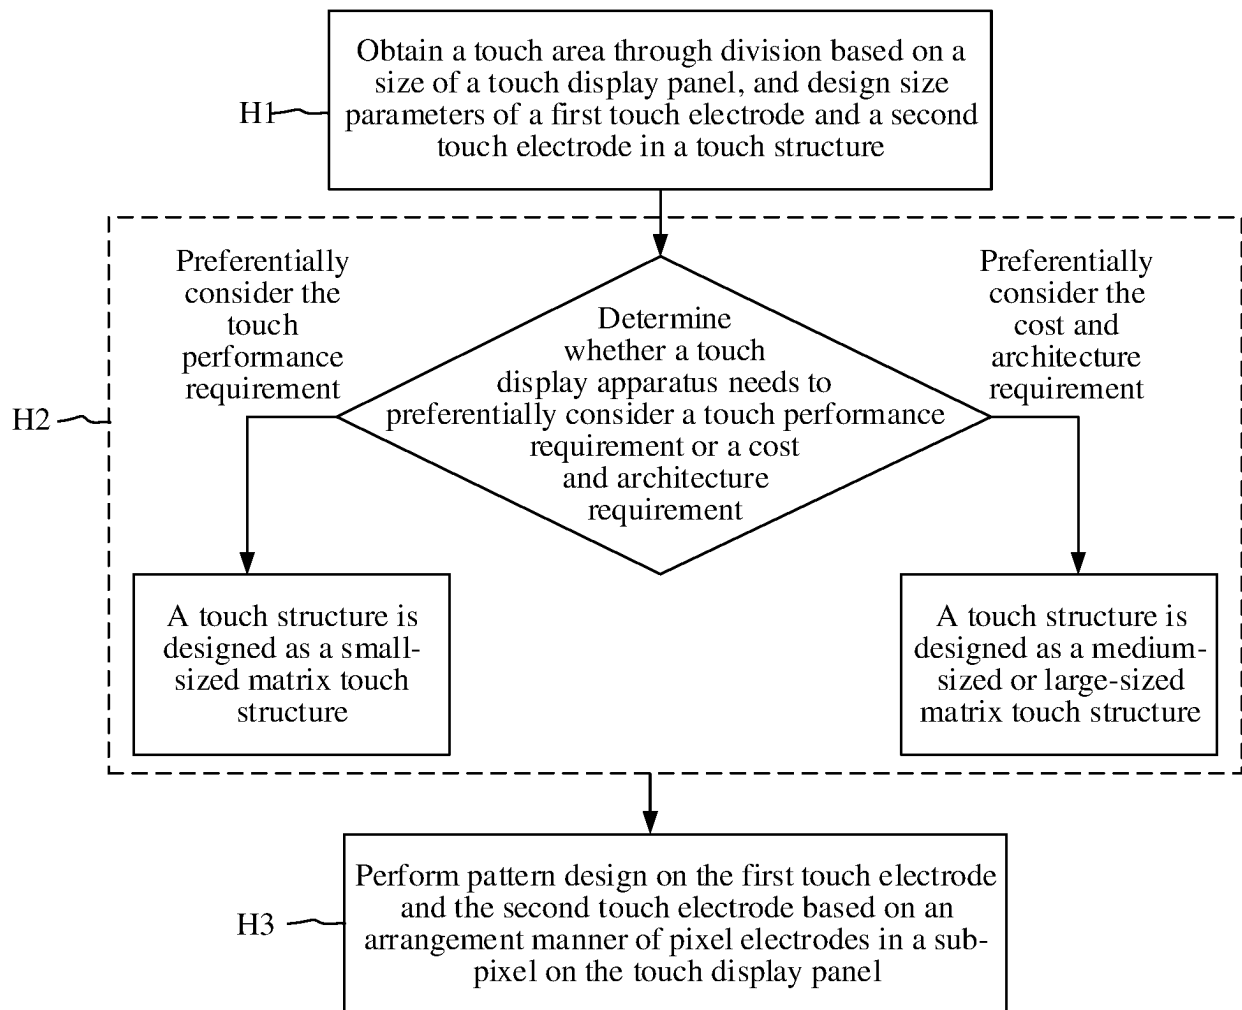 Obtain a touch area through division based on a
size of a touch display panel, and design size
parameters of a first touch electrode and a second
touch electrode in a touch structure
H1
Preferentially
consider the
touch
performance
requirement
Determine
whether a touch
display apparatus needs to
preferentially consider a touch performance
requirement or a cost
and architecture
requirement
Preferentially
consider the
cost and
architecture
requirement
H2
A touch structure is
designed as a small-
sized matrix touch
structure
A touch structure is
designed as a medium-
sized or large-sized
matrix touch structure
Perform pattern design on the first touch electrode
and the second touch electrode based on an
arrangement manner of pixel electrodes in a sub-
pixel on the touch display panel
H3